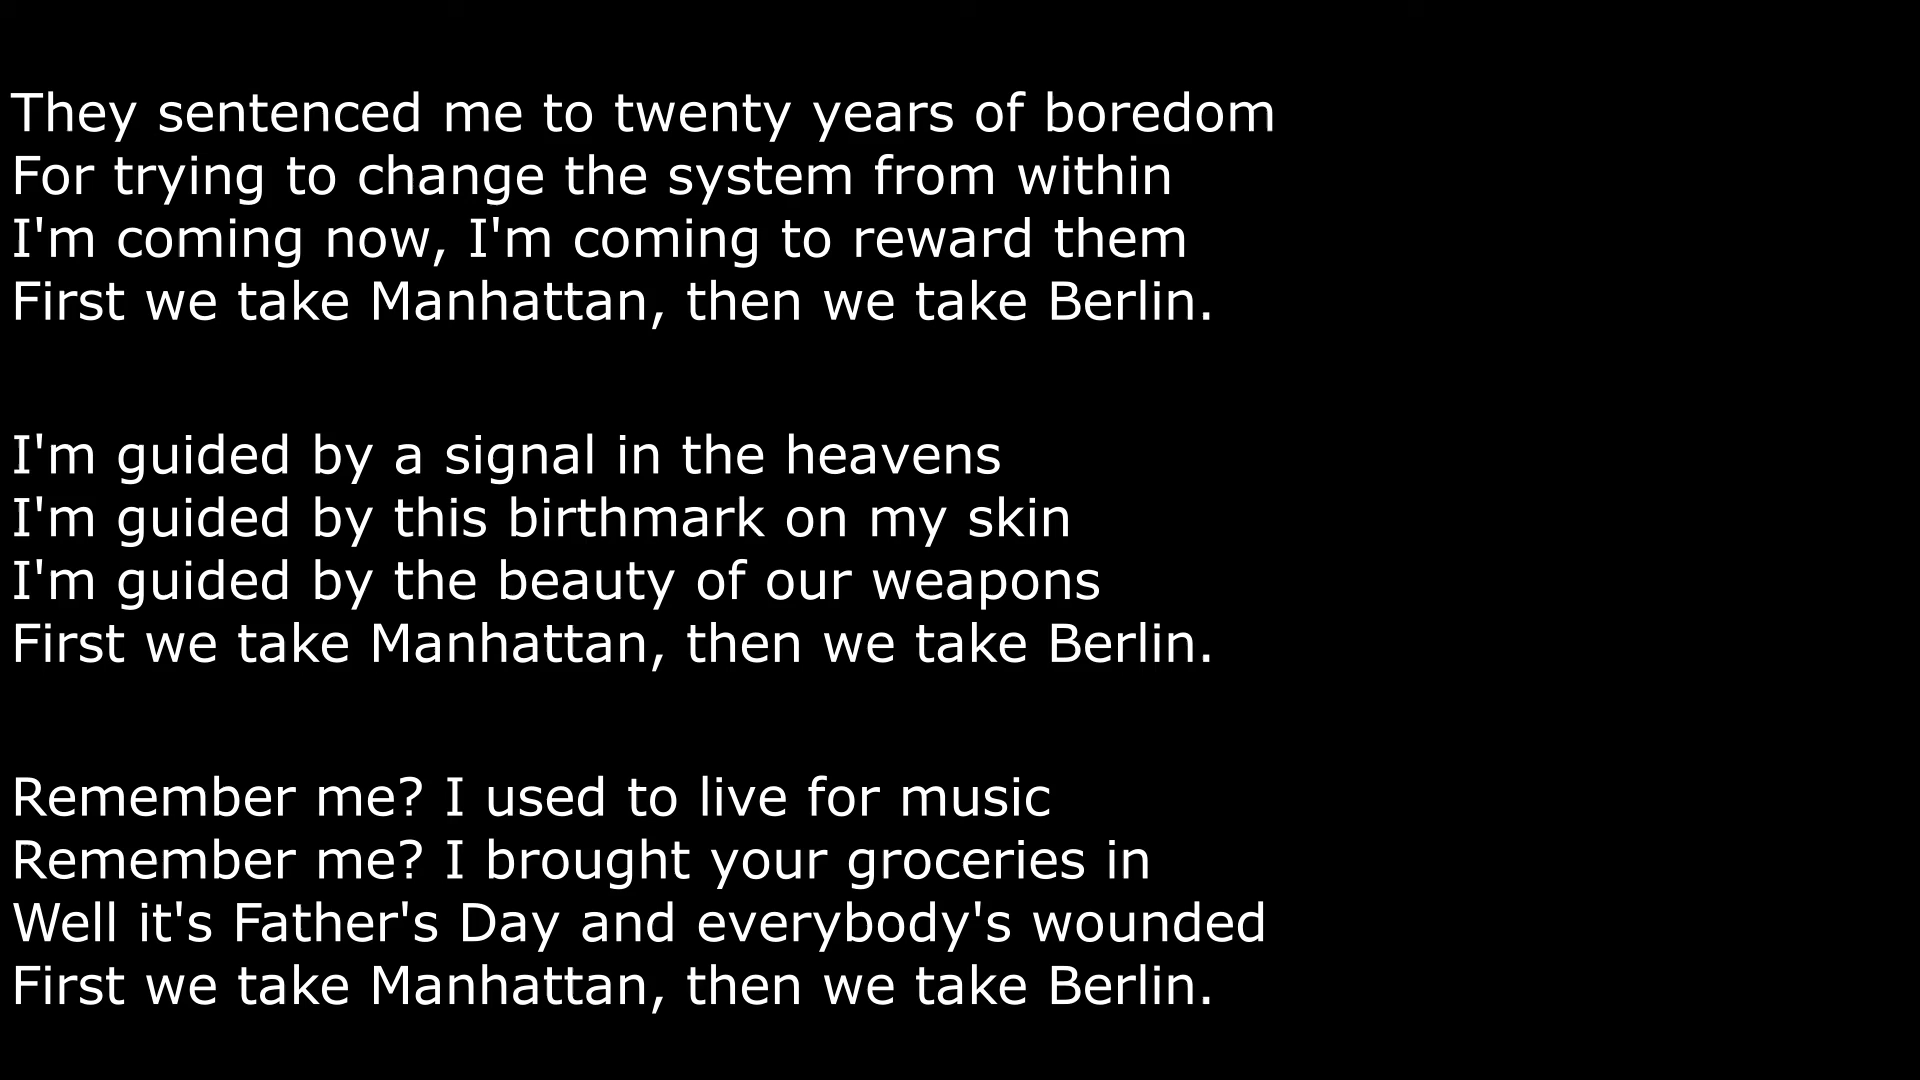 They sentenced me to twenty years of boredom
For trying to change the system from within
I'm coming now, I'm coming to reward them
First we take Manhattan, then we take Berlin.
I'm guided by a signal in the heavens
I'm guided by this birthmark on my skin
I'm guided by the beauty of our weapons
First we take Manhattan, then we take Berlin.
Remember me? I used to live for music
Remember me? I brought your groceries in
Well it's Father's Day and everybody's wounded
First we take Manhattan, then we take Berlin.